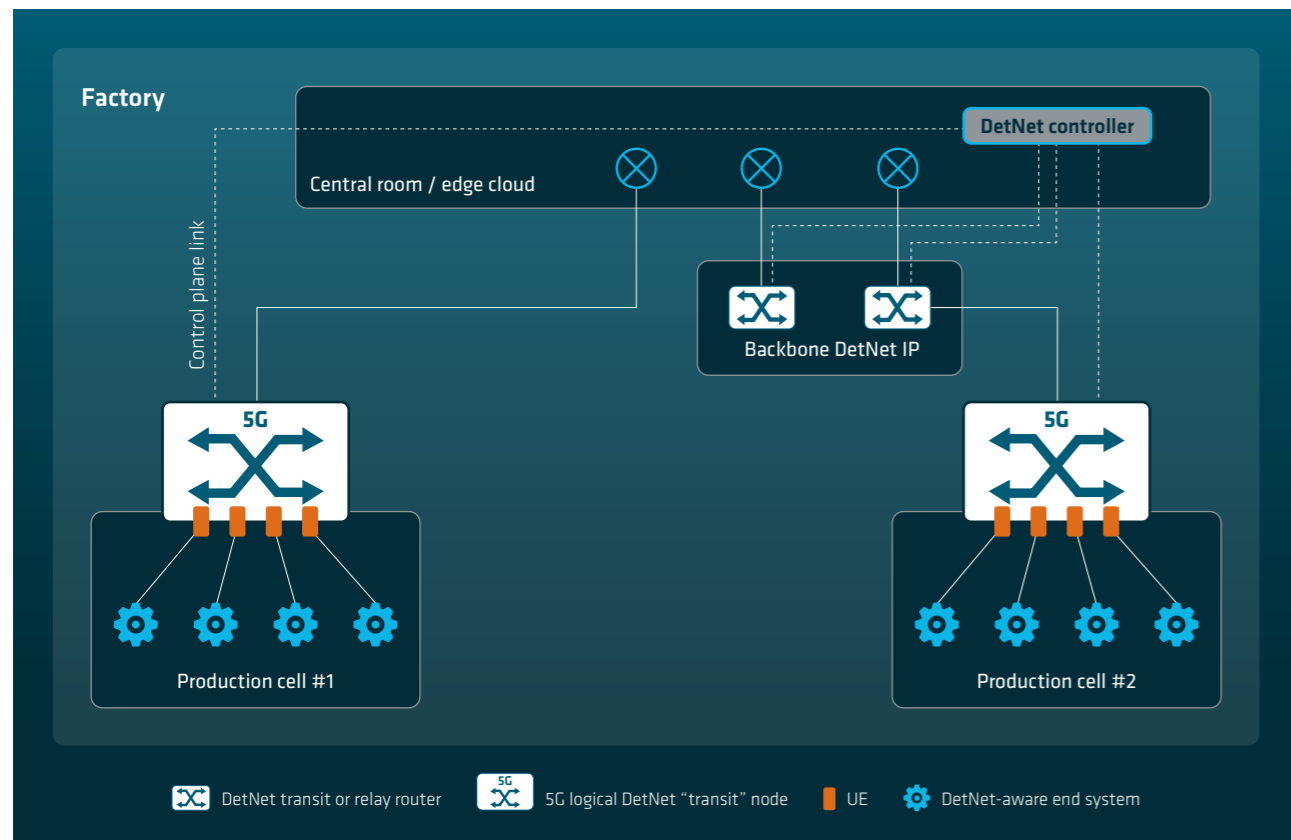 Factory
DetNet controller
Central room / edge cloud
Control plane link
Backbone DetNet IP
5G
5G
Production cell #1
Production cell #2
DetNet transit or relay router
5G
5G logical DetNet “transit” node
UE
DetNet-aware end system